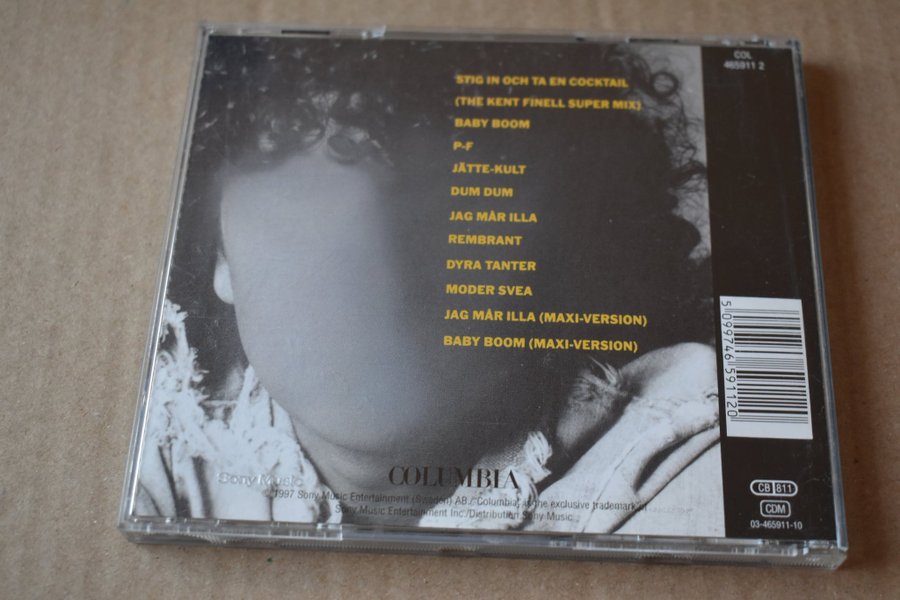 COL
465911 2
STIG IN OCH TA EN COCKTAIL
(THE KENT FINELL SUPER MIX)
BABY BOOM
P-F
JÄTTE-KULT
DUM DUM
JAG MÅR ILLA
REMBRANT
DYRA TANTER
MODER SVEA
JAG MÅR ILLA (MAXI-VERSION)
BABY BOOM (MAXI-VERSION)
5 099746 591120
Sony Music
COLUMBIA
© 1997 Sony Music Entertainment (Sweden) AB./"Columbia" is the exclusive trademark of
Sony Music Entertainment Inc./Distribution Sony Music
CB 811
CDM
03-465911-10